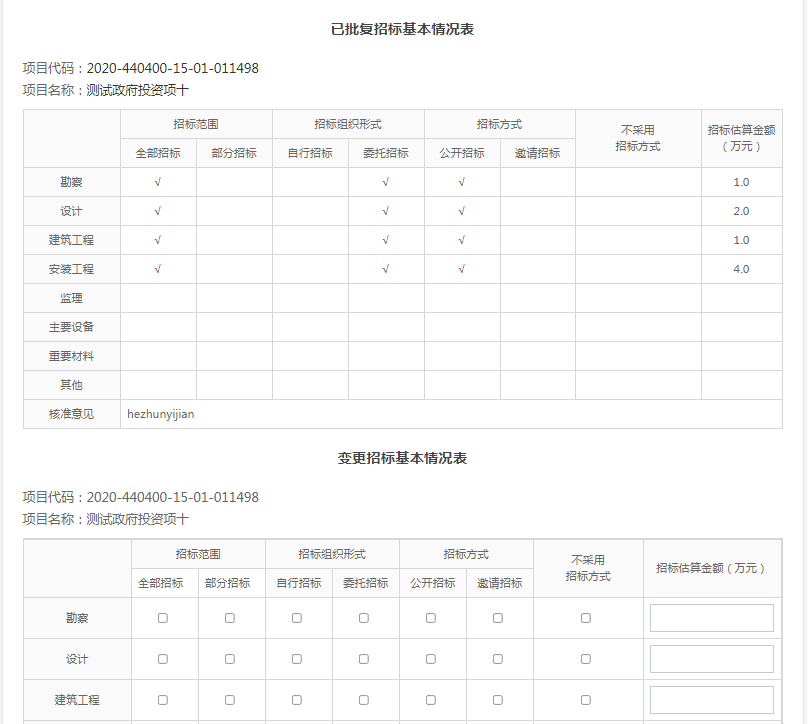 已批复招标基本情况表
项目代码：2020-440400-15-01-011498
项目名称：测试政府投资项十
招标范围 招标组织形式 招标方式 不采用招标方式 招标估算金额（万元）
全部招标 部分招标 自行招标 委托招标 公开招标 邀请招标
勘察 √ √ √ 1.0
设计 √ √ √ 2.0
建筑工程 √ √ √ 1.0
安装工程 √ √ √ 4.0
监理
主要设备
重要材料
其他
核准意见 hezhunyijian
变更招标基本情况表
项目代码：2020-440400-15-01-011498
项目名称：测试政府投资项十
招标范围 招标组织形式 招标方式 不采用招标方式 招标估算金额（万元）
全部招标 部分招标 自行招标 委托招标 公开招标 邀请招标
勘察
设计
建筑工程